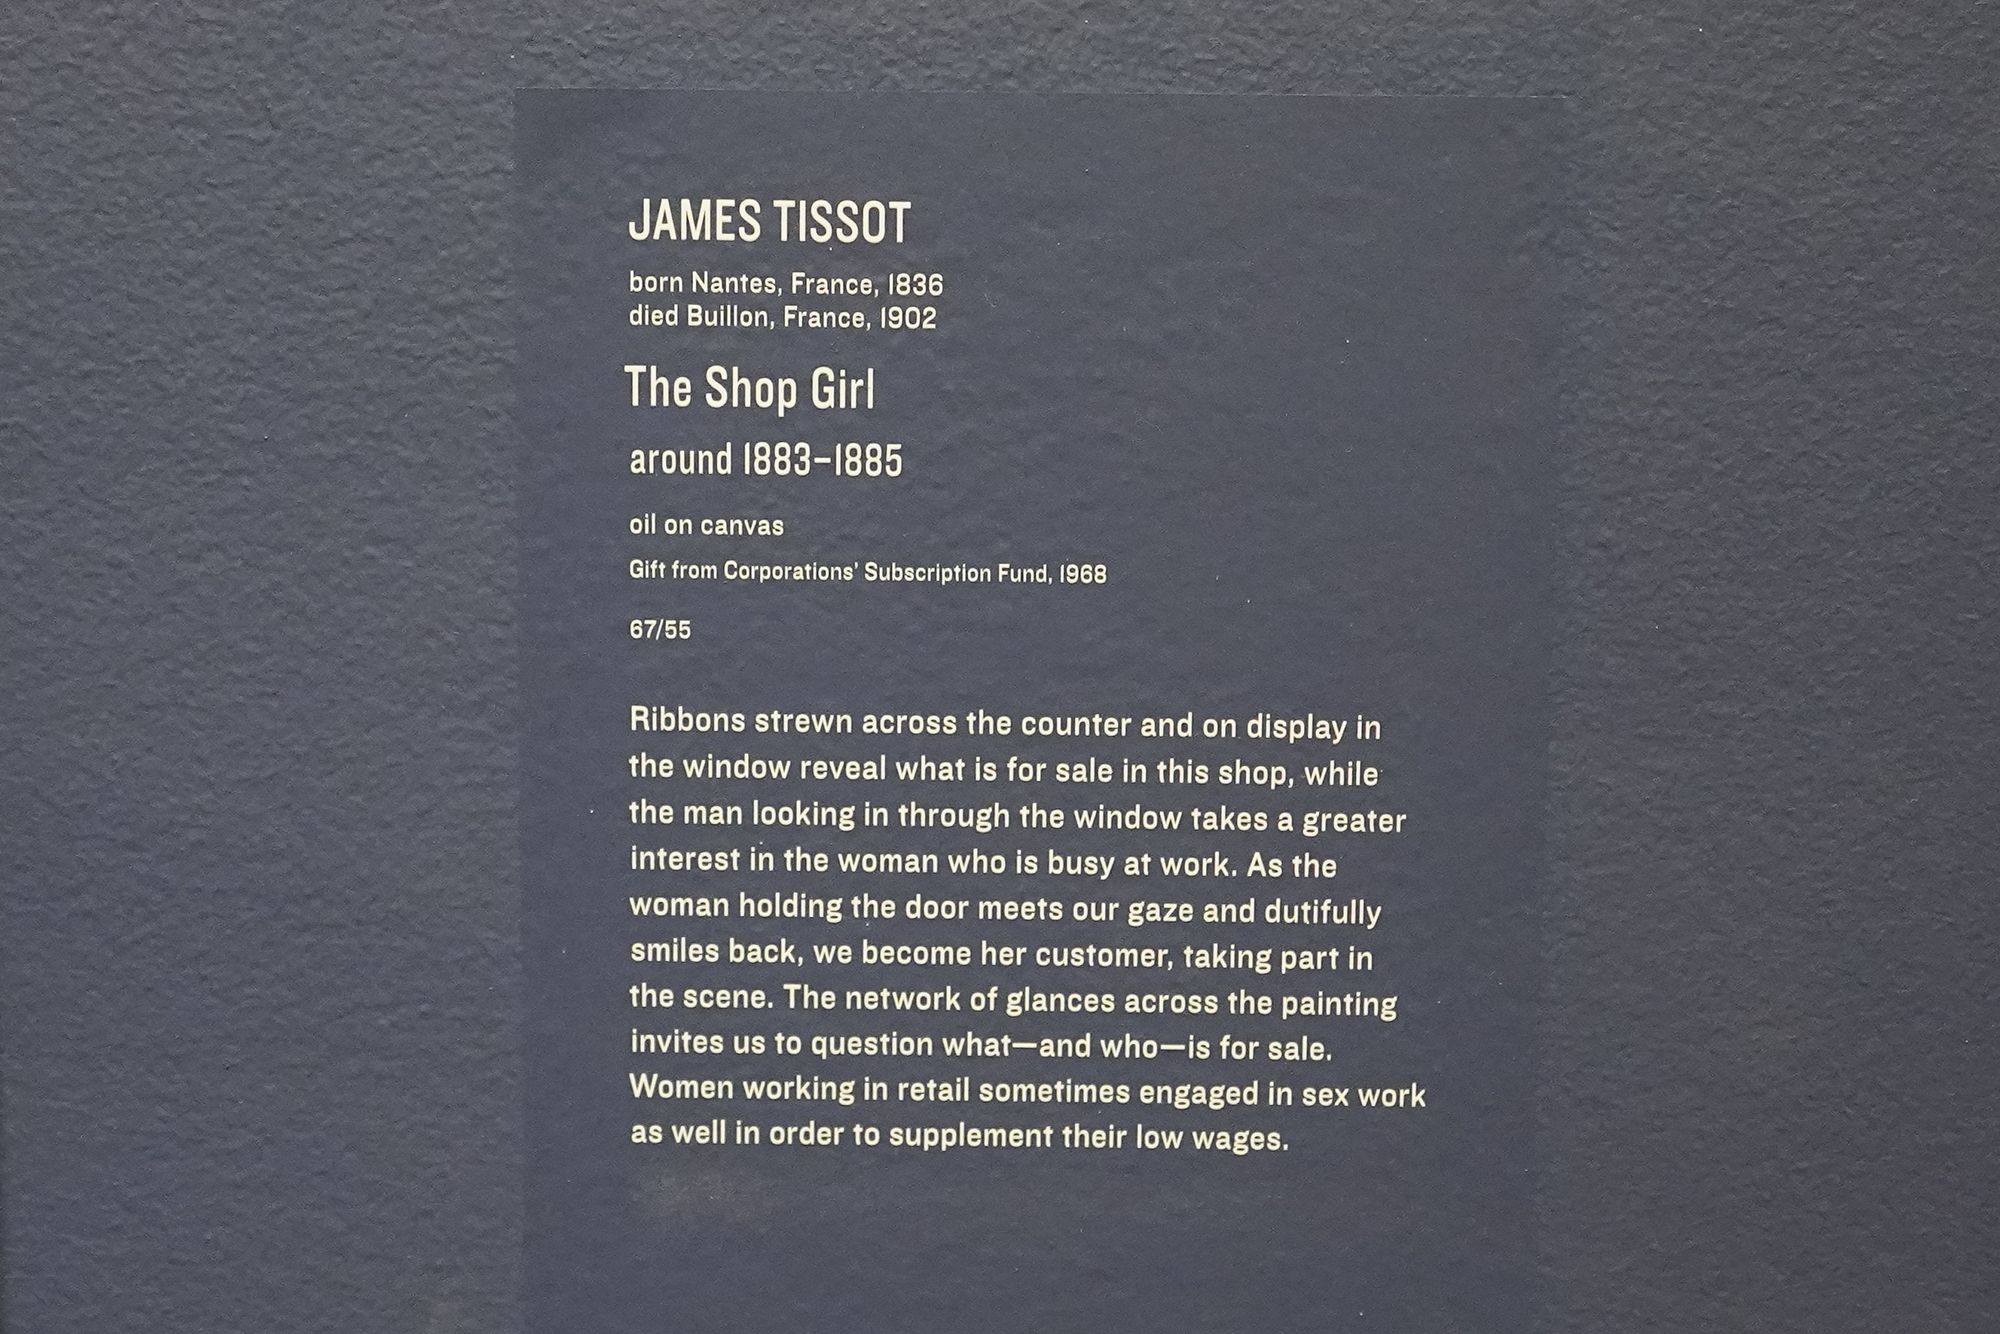 JAMES TISSOT
born Nantes, France, 1836
died Buillon, France, 1902
The Shop Girl
around 1883–1885
oil on canvas
Gift from Corporations' Subscription Fund, 1968
67/55
Ribbons strewn across the counter and on display in
the window reveal what is for sale in this shop, while
the man looking in through the window takes a greater
interest in the woman who is busy at work. As the
woman holding the door meets our gaze and dutifully
smiles back, we become her customer, taking part in
the scene. The network of glances across the painting
invites us to question what—and who—is for sale.
Women working in retail sometimes engaged in sex work
as well in order to supplement their low wages.